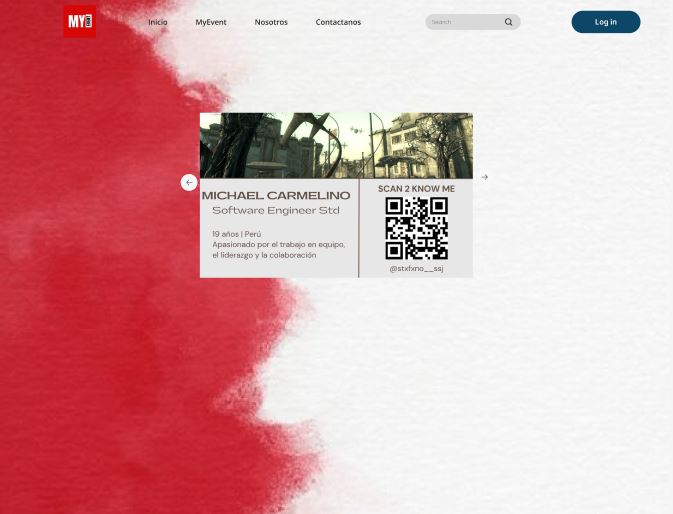 MY EVENT
Inicio
MyEvent
Nosotros
Contactanos
Search
Log in
MICHAEL CARMELINO
Software Engineer Std
19 años | Perú
Apasionado por el trabajo en equipo,
el liderazgo y la colaboración
SCAN 2 KNOW ME
@stxfxno__ssj